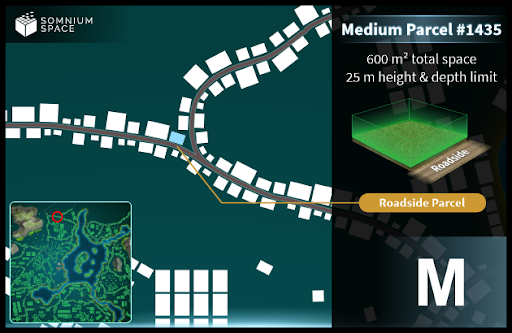 SOMNIUM
SPACE
Medium Parcel #1435
600 m² total space
25 m height & depth limit
Roadside
Roadside Parcel
M